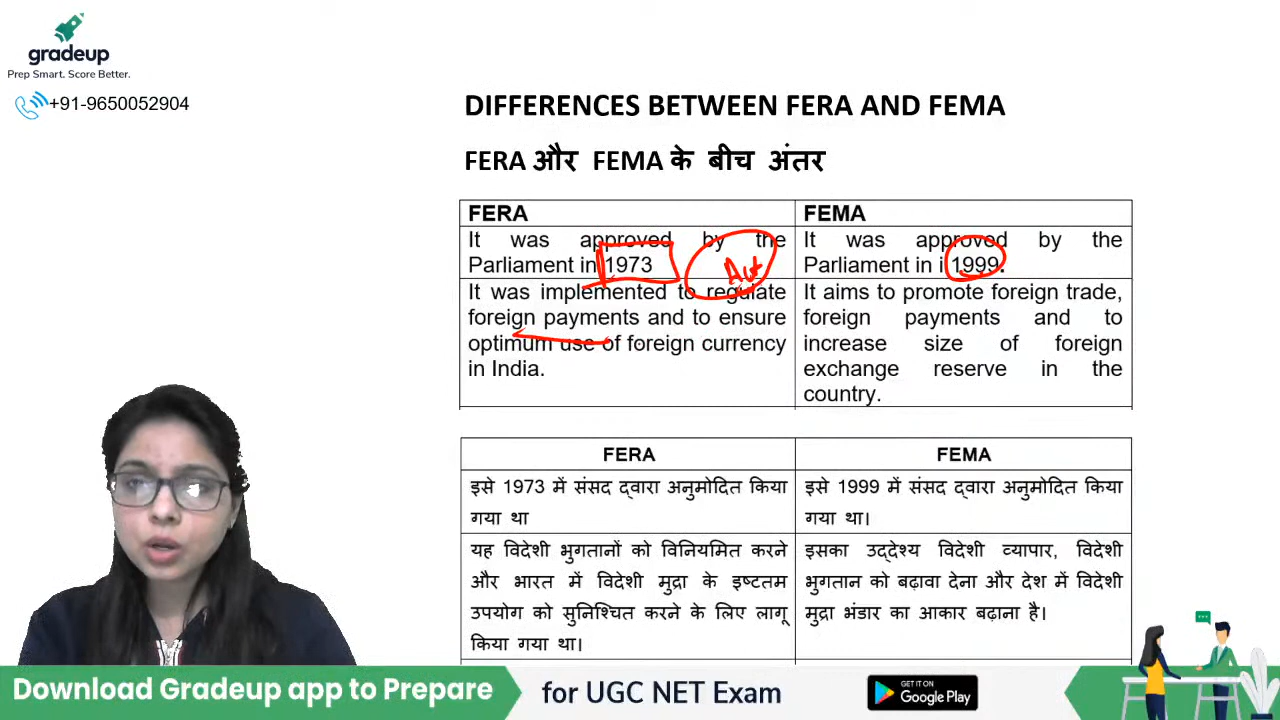 gradeup
Prep Smart. Score Better.
+91-9650052904
DIFFERENCES BETWEEN FERA AND FEMA
FERA और FEMA के बीच अंतर
FERA
FEMA
It was approved by the
Parliament in 1973
Act
It was approved by the
Parliament in i 1999.
It was implemented to regulate
foreign payments and to ensure
optimum use of foreign currency
in India.
It aims to promote foreign trade,
foreign payments and to
increase size of foreign
exchange reserve in the
country.
FERA
FEMA
इसे 1973 में संसद द्वारा अनुमोदित किया
गया था
इसे 1999 में संसद द्वारा अनुमोदित किया
गया था।
यह विदेशी भुगतानों को विनियमित करने
और भारत में विदेशी मुद्रा के इष्टतम
उपयोग को सुनिश्चित करने के लिए लागू
किया गया था।
इसका उद्देश्य विदेशी व्यापार, विदेशी
भुगतान को बढ़ावा देना और देश में विदेशी
मुद्रा भंडार का आकार बढ़ाना है।
Download Gradeup app to Prepare
for UGC NET Exam
GET IT ON
Google Play